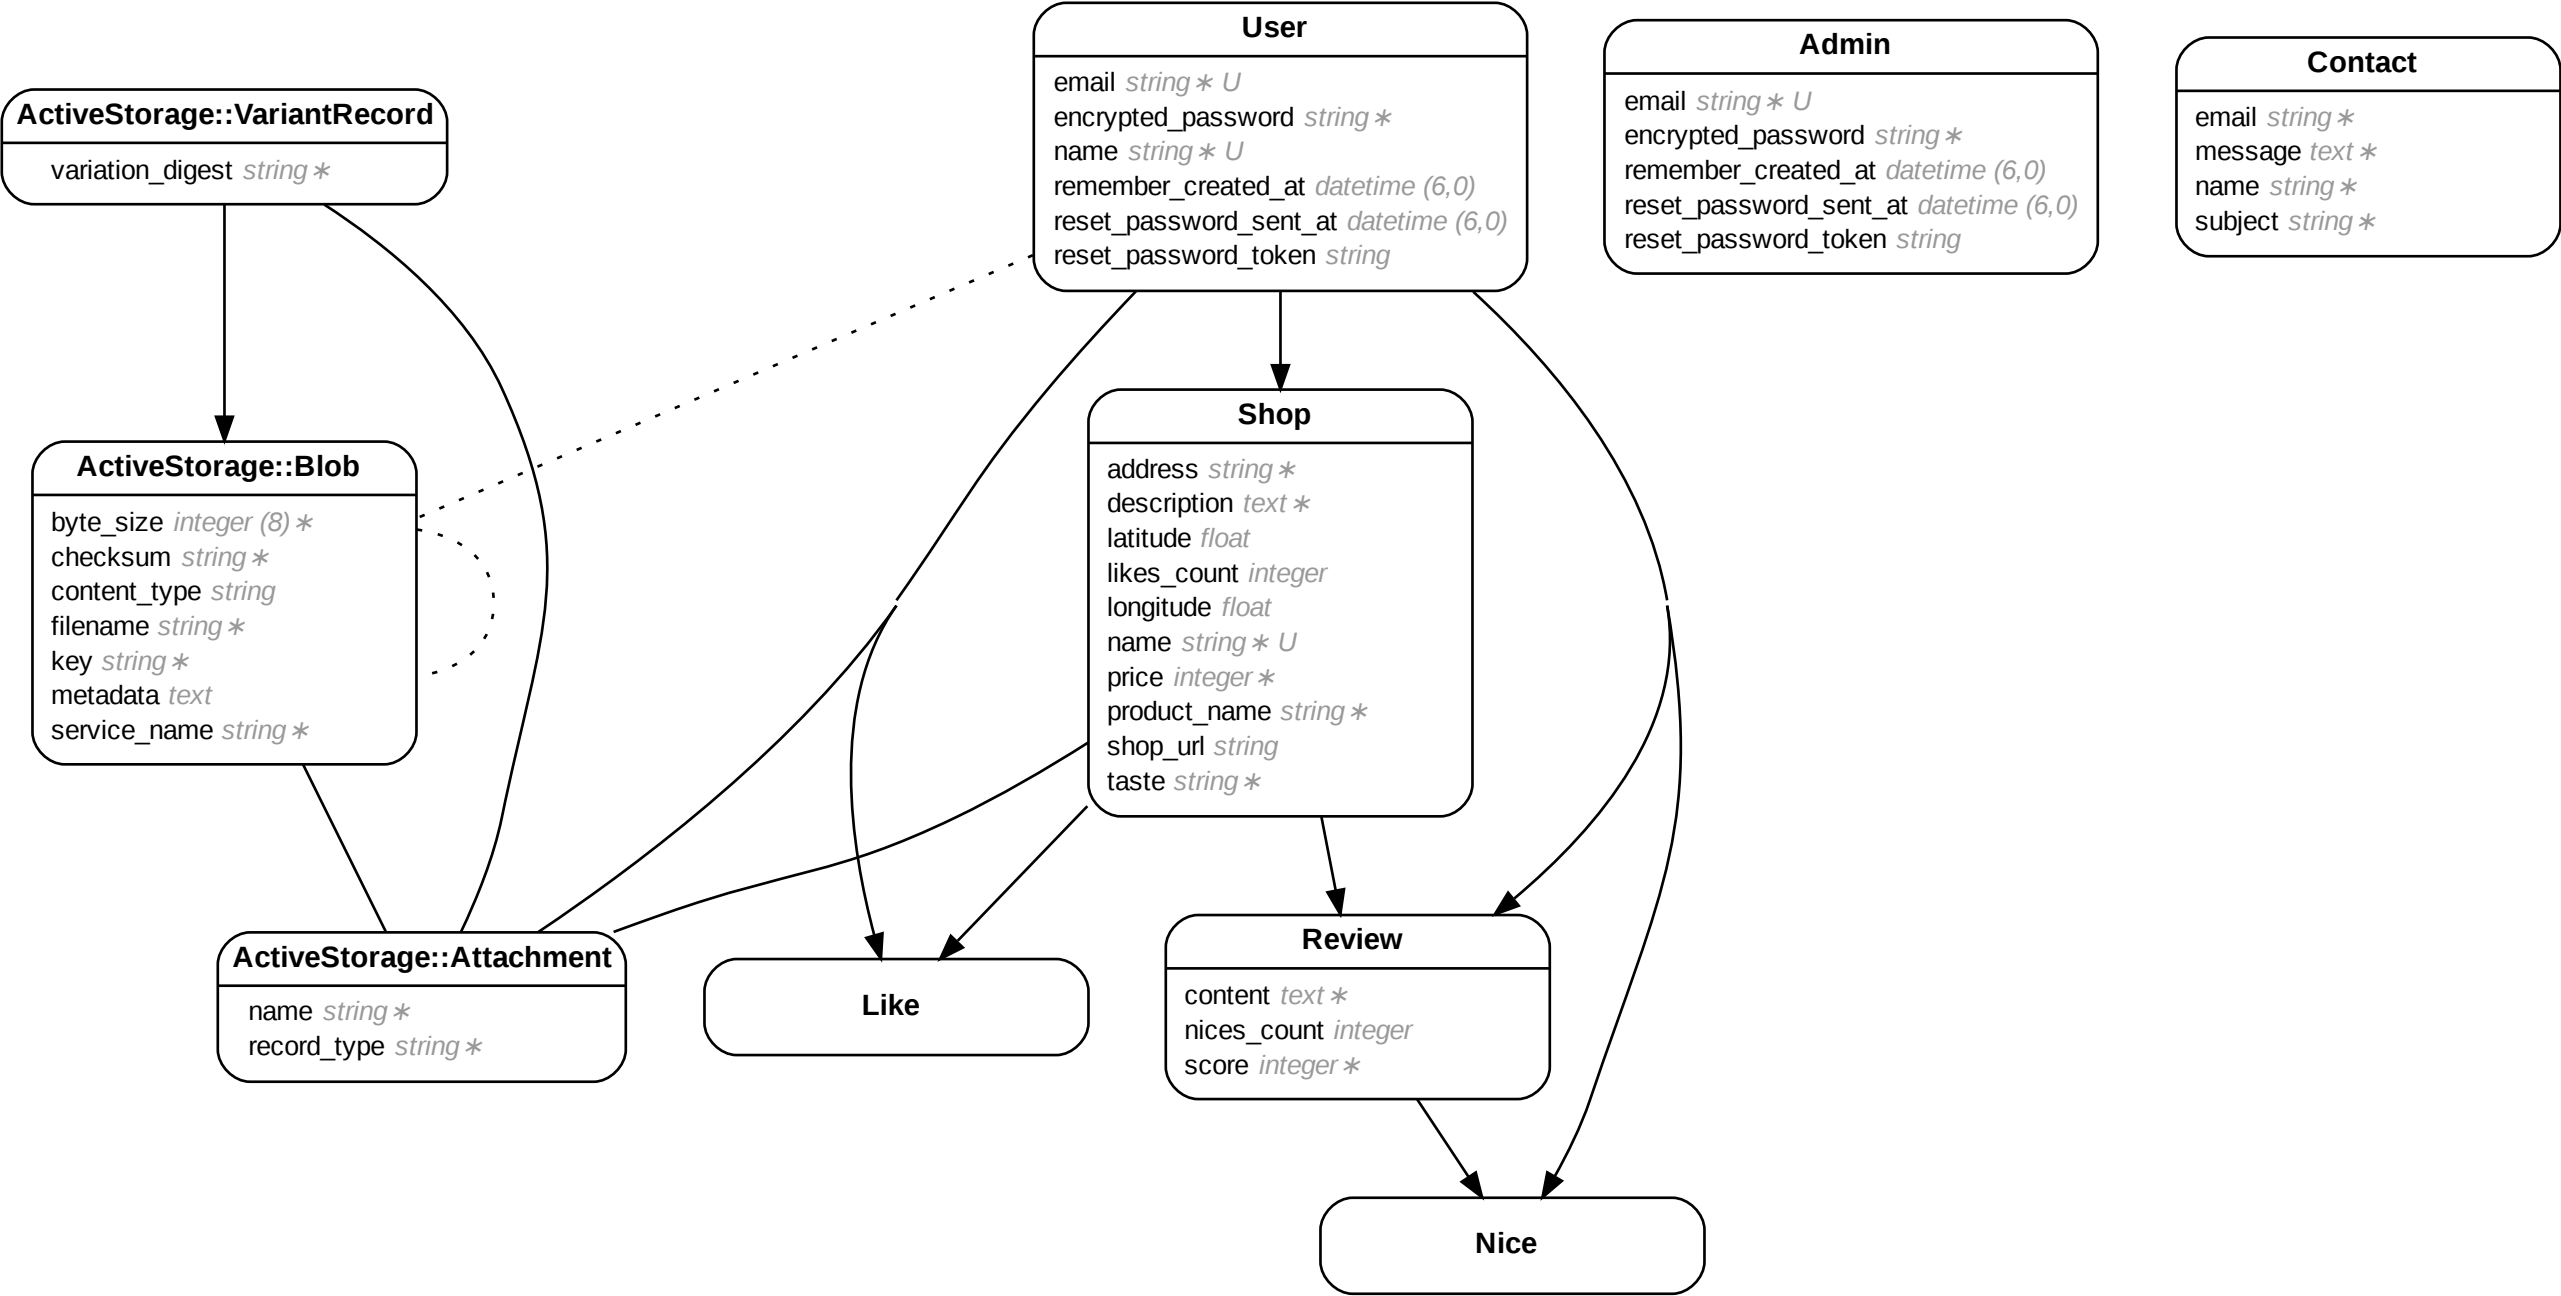 ActiveStorage::VariantRecord
variation_digest string ∗
ActiveStorage::Blob
byte_size integer (8) ∗
checksum string ∗
content_type string
filename string ∗
key string ∗
metadata text
service_name string ∗
ActiveStorage::Attachment
name string ∗
record_type string ∗
User
email string ∗ U
encrypted_password string ∗
name string ∗ U
remember_created_at datetime (6,0)
reset_password_sent_at datetime (6,0)
reset_password_token string
Shop
address string ∗
description text ∗
latitude float
likes_count integer
longitude float
name string ∗ U
price integer ∗
product_name string ∗
shop_url string
taste string ∗
Like
Review
content text ∗
nices_count integer
score integer ∗
Nice
Admin
email string ∗ U
encrypted_password string ∗
remember_created_at datetime (6,0)
reset_password_sent_at datetime (6,0)
reset_password_token string
Contact
email string ∗
message text ∗
name string ∗
subject string ∗